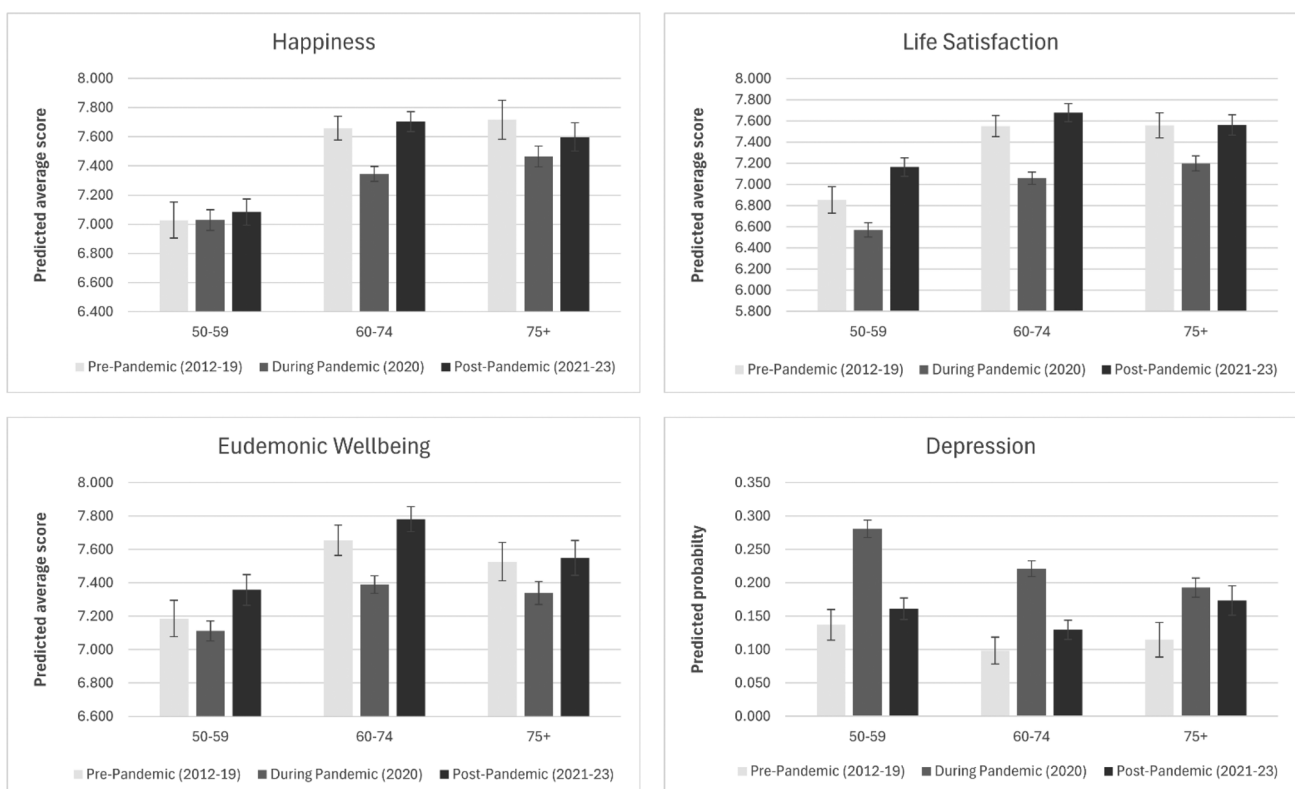 Happiness
Predicted average score
8.000
7.800
7.600
7.400
7.200
7.000
6.800
6.600
6.400
50-59 60-74 75+
Pre-Pandemic (2012-19) During Pandemic (2020) Post-Pandemic (2021-23)
Life Satisfaction
Predicted average score
8.000
7.800
7.600
7.400
7.200
7.000
6.800
6.600
6.400
6.200
6.000
5.800
50-59 60-74 75+
Pre-Pandemic (2012-19) During Pandemic (2020) Post-Pandemic (2021-23)
Eudemonic Wellbeing
Predicted average score
8.000
7.800
7.600
7.400
7.200
7.000
6.800
6.600
50-59 60-74 75+
Pre-Pandemic (2012-19) During Pandemic (2020) Post-Pandemic (2021-23)
Depression
Predicted probabilty
0.350
0.300
0.250
0.200
0.150
0.100
0.050
0.000
50-59 60-74 75+
Pre-Pandemic (2012-19) During Pandemic (2020) Post-Pandemic (2021-23)